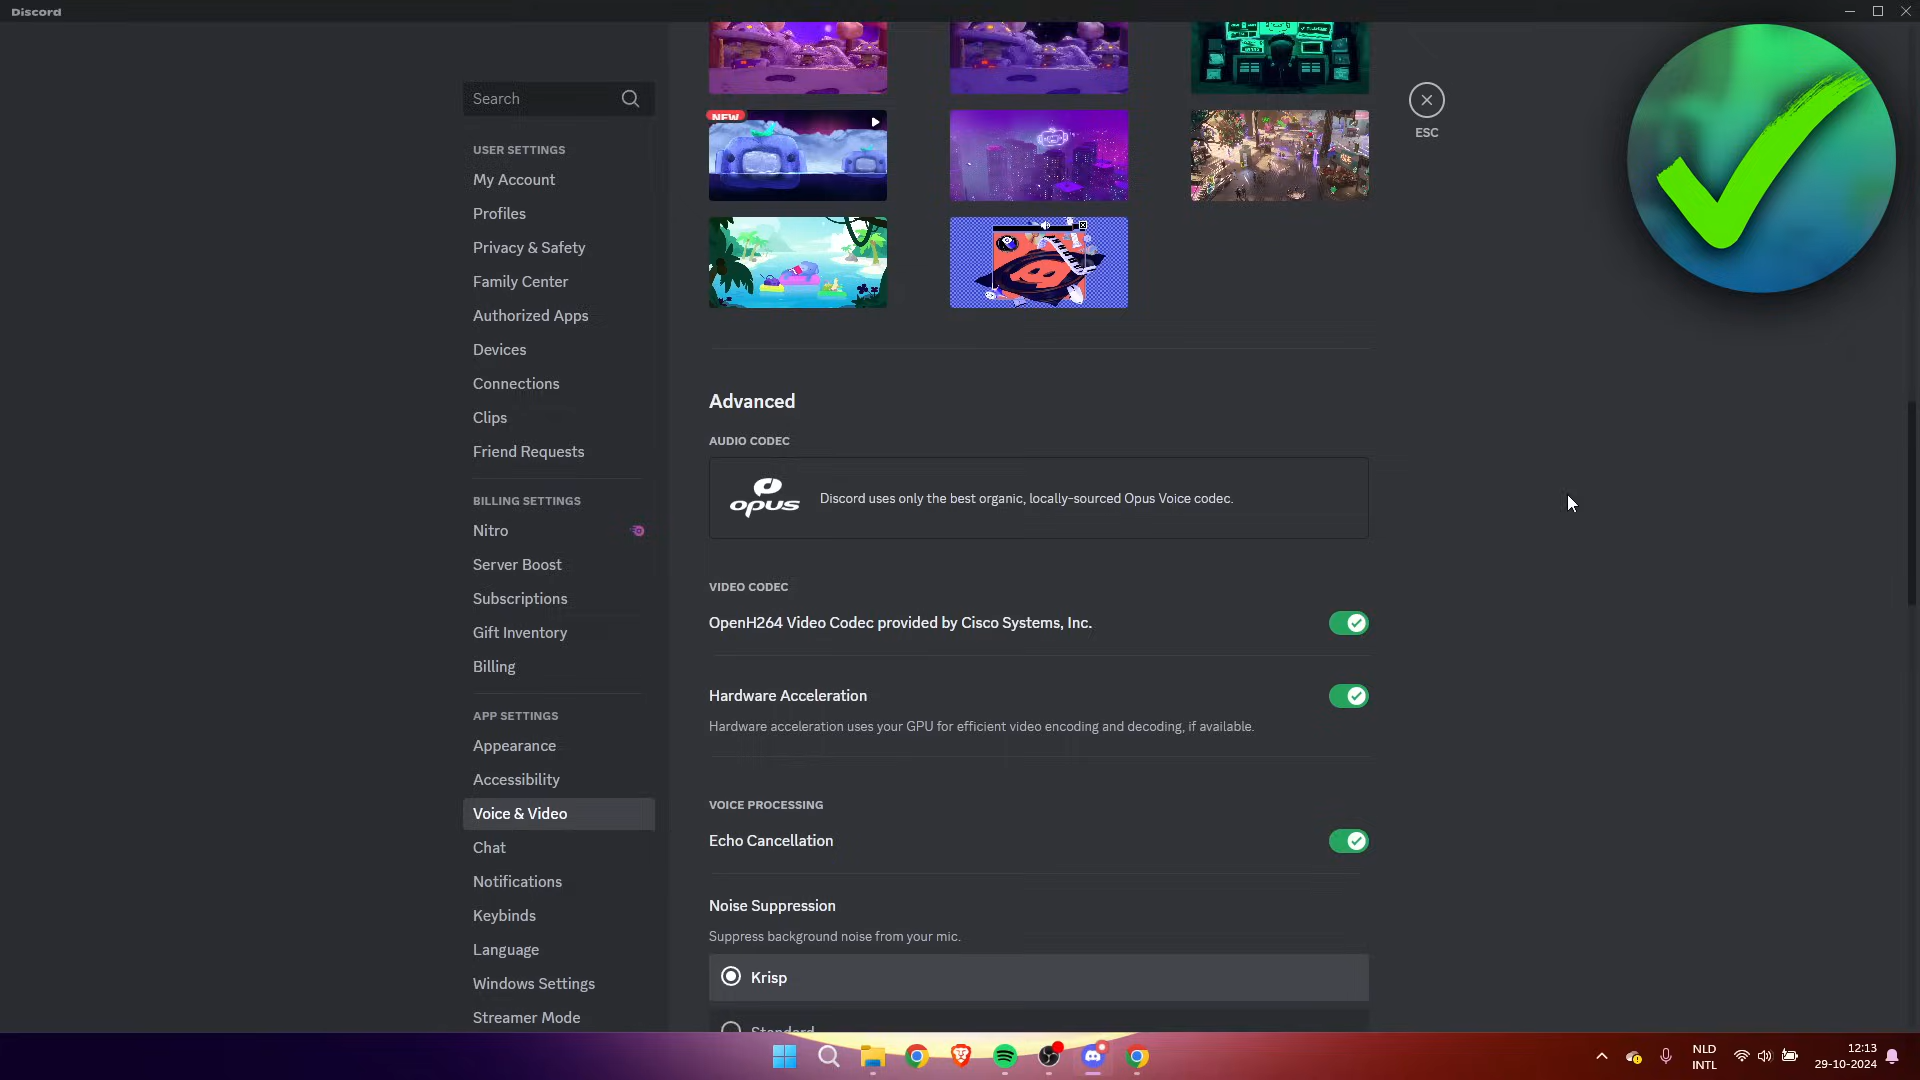 Discord
Search
ESC
NEW
USER SETTINGS
My Account
Profiles
Privacy & Safety
Family Center
Authorized Apps
Devices
Connections
Clips
Friend Requests
BILLING SETTINGS
Nitro
Server Boost
Subscriptions
Gift Inventory
Billing
APP SETTINGS
Appearance
Accessibility
Voice & Video
Chat
Notifications
Keybinds
Language
Windows Settings
Streamer Mode
Advanced
AUDIO CODEC
opus
Discord uses only the best organic, locally-sourced Opus Voice codec.
VIDEO CODEC
OpenH264 Video Codec provided by Cisco Systems, Inc.
Hardware Acceleration
Hardware acceleration uses your GPU for efficient video encoding and decoding, if available.
VOICE PROCESSING
Echo Cancellation
Noise Suppression
Suppress background noise from your mic.
Krisp
Standard
NLD
INTL
12:13
29-10-2024